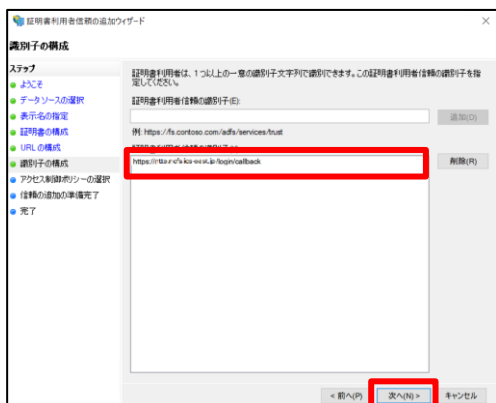 証明書利用者信頼の追加ウィザード
識別子の構成
ステップ
ようこそ
データソースの選択
表示名の指定
証明書の構成
URL の構成
識別子の構成
アクセス制御ポリシーの選択
信頼の追加の準備完了
完了
証明書利用者は、1 つ以上の一意の識別子文字列で識別できます。この証明書利用者信頼の識別子を指
定してください。
証明書利用者信頼の識別子(E):
追加(D)
例: https://fs.contoso.com/adfs/services/trust
/login/callback
削除(R)
< 前へ(P)
次へ(N) >
キャンセル